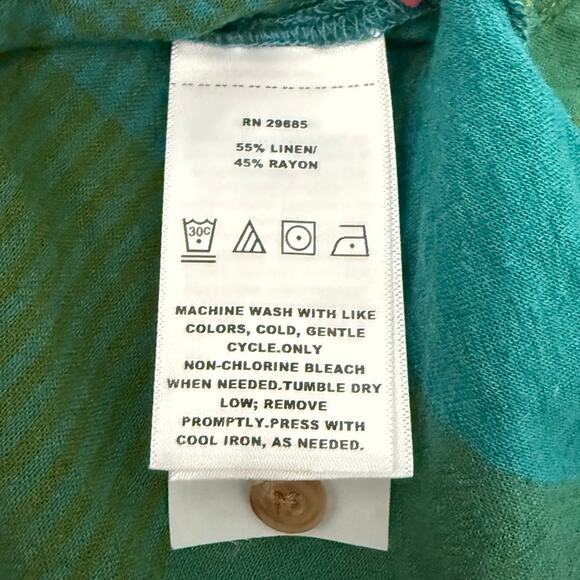 RN 29685
55% LINEN/
45% RAYON
30C
MACHINE WASH WITH LIKE
COLORS, COLD, GENTLE
CYCLE.ONLY
NON-CHLORINE BLEACH
WHEN NEEDED.TUMBLE DRY
LOW; REMOVE
PROMPTLY.PRESS WITH
COOL IRON, AS NEEDED.